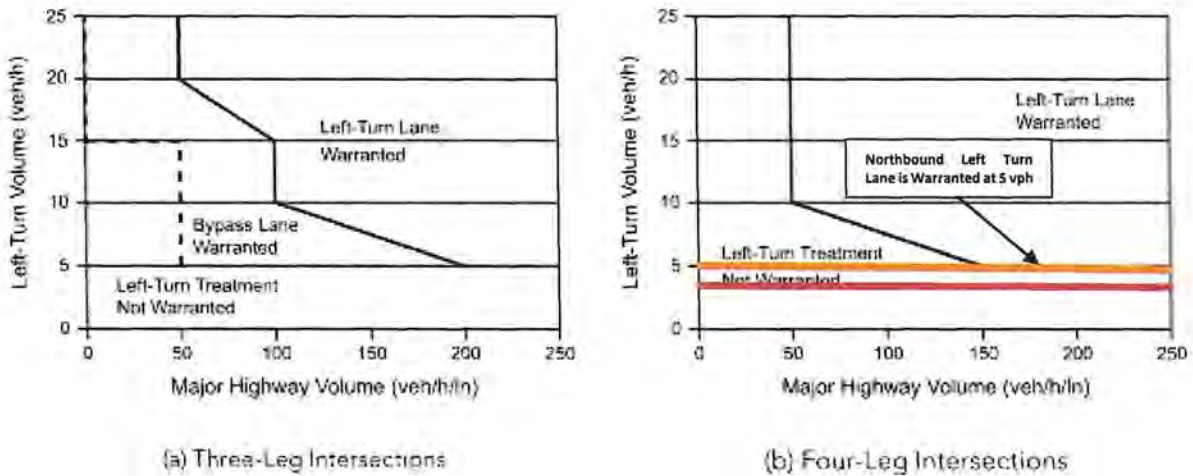 25
20
15
10
5
0
Left-Turn Volume (veh/h)
Left-Turn Lane
Warranted
Bypass Lane
Warranted
Left-Turn Treatment
Not Warranted
0 50 100 150 200 250
Major Highway Volume (veh/h/ln)
(a) Three-Leg Intersections
25
20
15
10
5
0
Left-Turn Volume (veh/h)
Left-Turn Lane
Warranted
Northbound Left Turn
Lane is Warranted at 5 vph
Left-Turn Treatment
Not Warranted
0 50 100 150 200 250
Major Highway Volume (veh/h/ln)
(b) Four-Leg Intersections